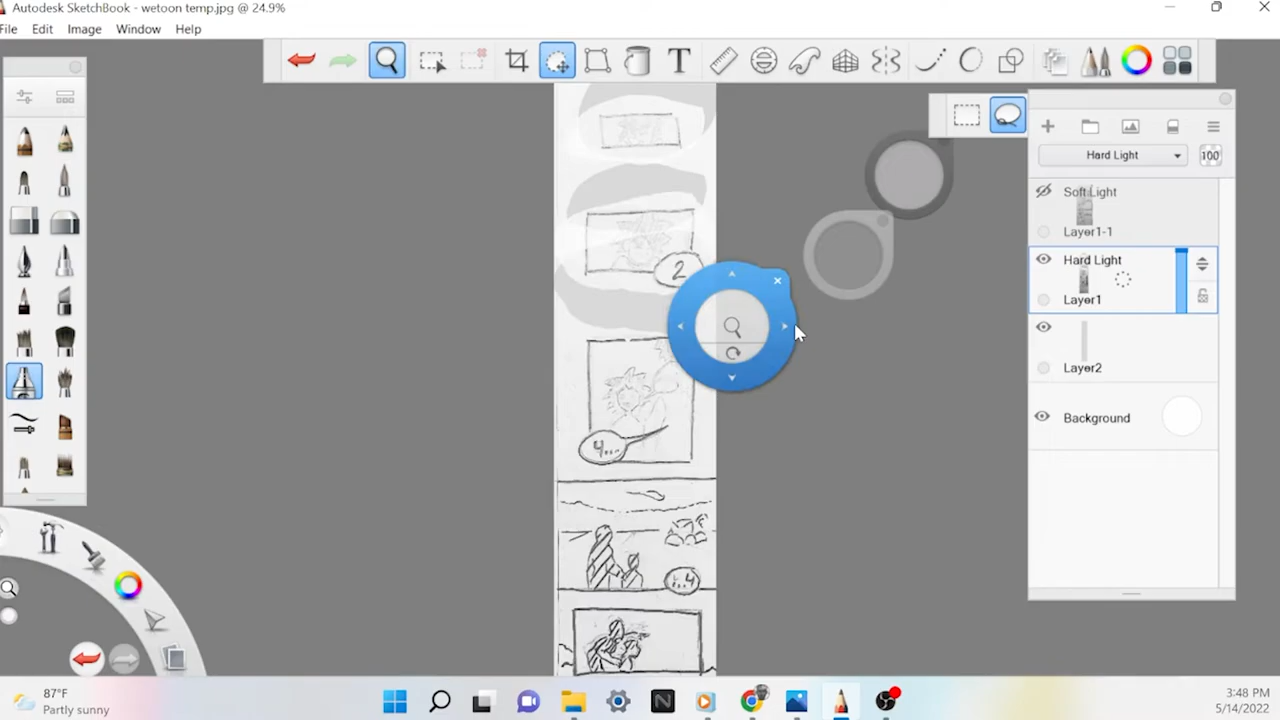 Autodesk SketchBook - wetoon temp.jpg @ 24.9%
File Edit Image Window Help
T
Hard Light 100
Soft Light
Layer1-1
Hard Light
Layer1
Layer2
Background
2
4...
N
87°F
Partly sunny
3:48 PM
5/14/2022